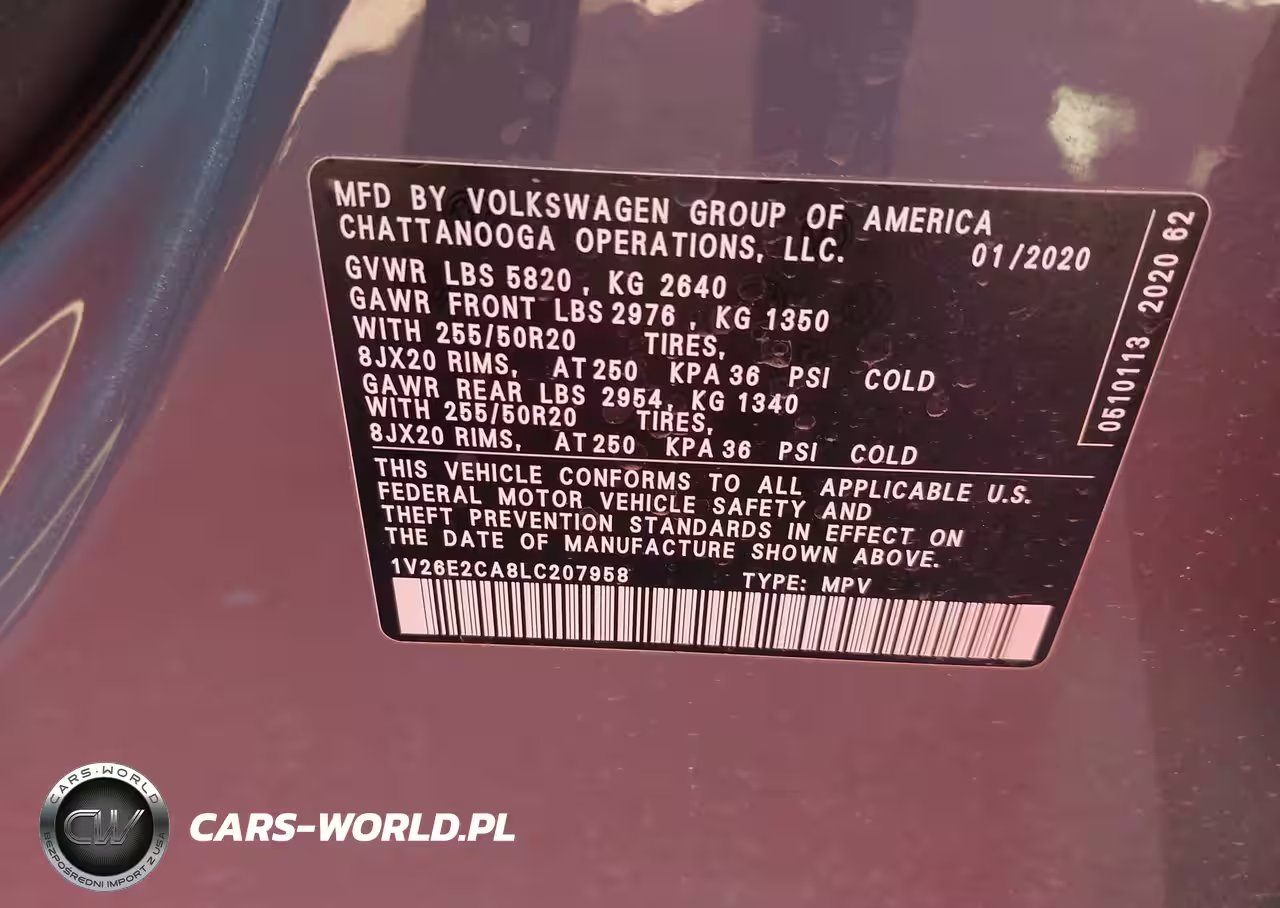 MFD BY VOLKSWAGEN GROUP OF AMERICA
CHATTANOOGA OPERATIONS, LLC. 01/2020
GVWR LBS 5820 , KG 2640
GAWR FRONT LBS 2976 , KG 1350
WITH 255/50R20 TIRES,
8JX20 RIMS, AT 250 KPA 36 PSI COLD
GAWR REAR LBS 2954, KG 1340
WITH 255/50R20 TIRES,
8JX20 RIMS, AT 250 KPA 36 PSI COLD
THIS VEHICLE CONFORMS TO ALL APPLICABLE U.S.
FEDERAL MOTOR VEHICLE SAFETY AND
THEFT PREVENTION STANDARDS IN EFFECT ON
THE DATE OF MANUFACTURE SHOWN ABOVE.
1V26E2CA8LC207958 TYPE: MPV
0510113 2020 62
CARS-WORLD
CW
BEZPOŚREDNI IMPORT Z USA
CARS-WORLD.PL